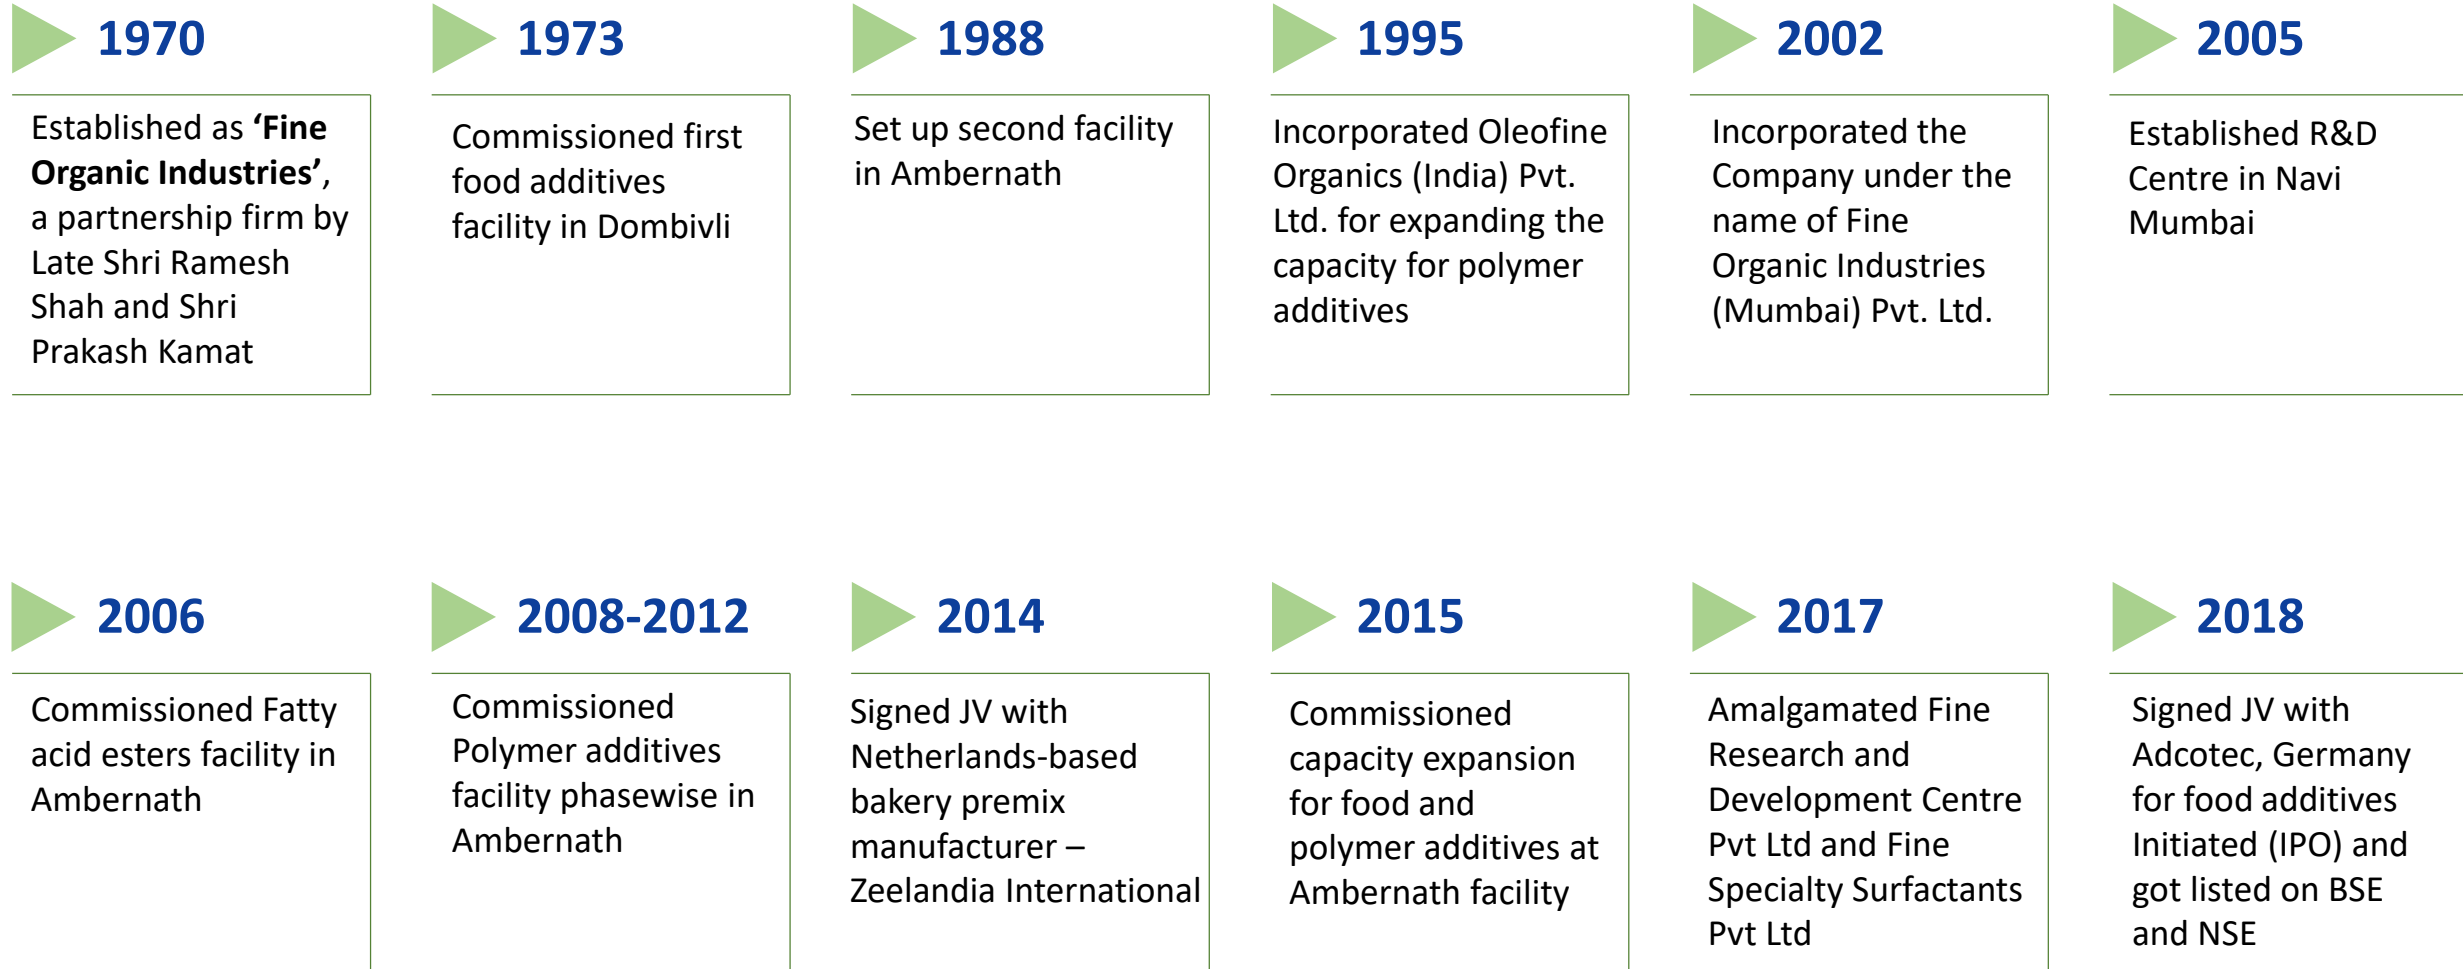 1970
Established as ‘Fine
Organic Industries’,
a partnership firm by
Late Shri Ramesh
Shah and Shri
Prakash Kamat
1973
Commissioned first
food additives
facility in Dombivli
1988
Set up second facility
in Ambernath
1995
Incorporated Oleofine
Organics (India) Pvt.
Ltd. for expanding the
capacity for polymer
additives
2002
Incorporated the
Company under the
name of Fine
Organic Industries
(Mumbai) Pvt. Ltd.
2005
Established R&D
Centre in Navi
Mumbai
2006
Commissioned Fatty
acid esters facility in
Ambernath
2008-2012
Commissioned
Polymer additives
facility phasewise in
Ambernath
2014
Signed JV with
Netherlands-based
bakery premix
manufacturer –
Zeelandia International
2015
Commissioned
capacity expansion
for food and
polymer additives at
Ambernath facility
2017
Amalgamated Fine
Research and
Development Centre
Pvt Ltd and Fine
Specialty Surfactants
Pvt Ltd
2018
Signed JV with
Adcotec, Germany
for food additives
Initiated (IPO) and
got listed on BSE
and NSE